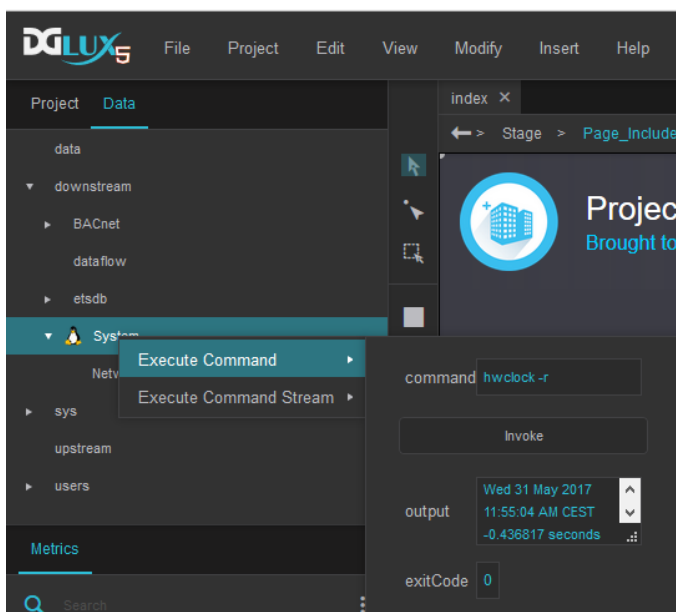 DGLUX5 File Project Edit View Modify Insert Help
Project Data
index ×
> Stage > Page_Include
data
downstream
BACnet
dataflow
etsdb
System
Netw
sys
upstream
users
Projec
Brought to
Execute Command
Execute Command Stream
command hwclock -r
Invoke
output
Wed 31 May 2017
11:55:04 AM CEST
-0.436817 seconds
exitCode 0
Metrics
Search